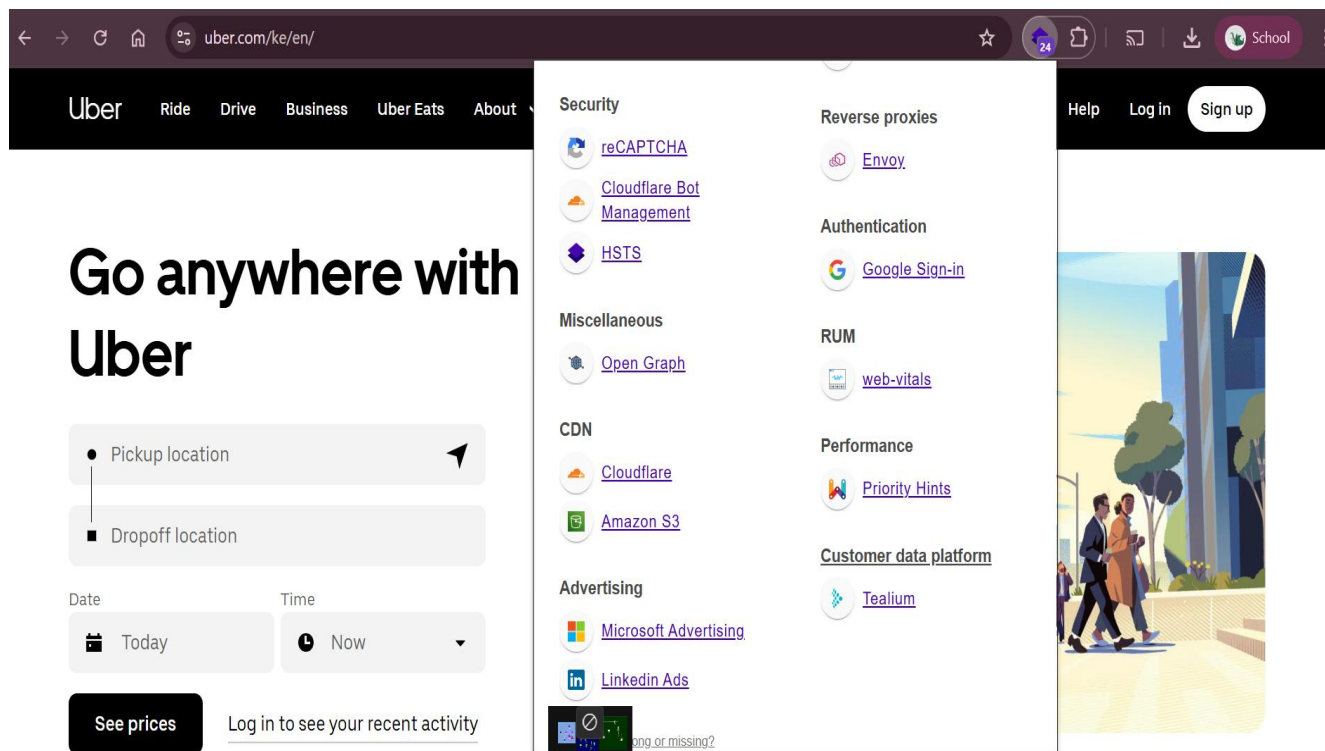 uber.com/ke/en/
24
School
Uber Ride Drive Business Uber Eats About Help Log in Sign up
Go anywhere with
Uber
Pickup location
Dropoff location
Date Time
Today Now
See prices Log in to see your recent activity
Security
reCAPTCHA
Cloudflare Bot
Management
HSTS
Miscellaneous
Open Graph
CDN
Cloudflare
Amazon S3
Advertising
Microsoft Advertising
Linkedin Ads
ong or missing?
Reverse proxies
Envoy
Authentication
Google Sign-in
RUM
web-vitals
Performance
Priority Hints
Customer data platform
Tealium